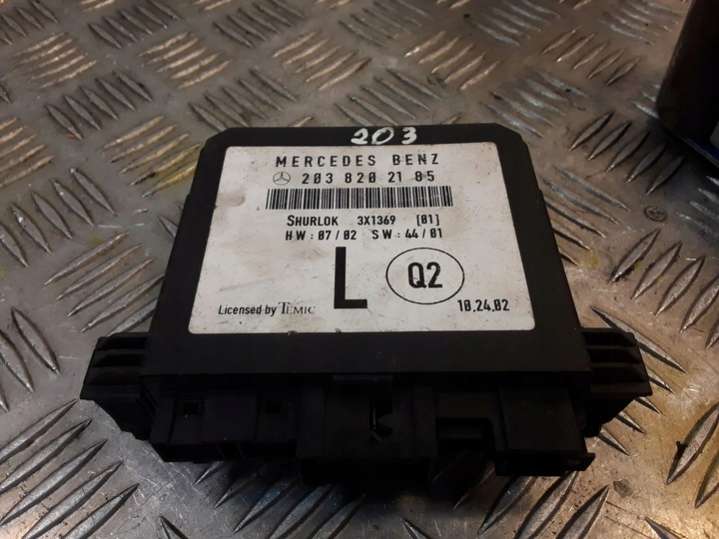 203
MERCEDES BENZ
203 820 21 85
SHURLOK 3X1369 [01]
HW: 07/02 SW: 44/01
L Q2
Licensed by TEMIC 10.24.02